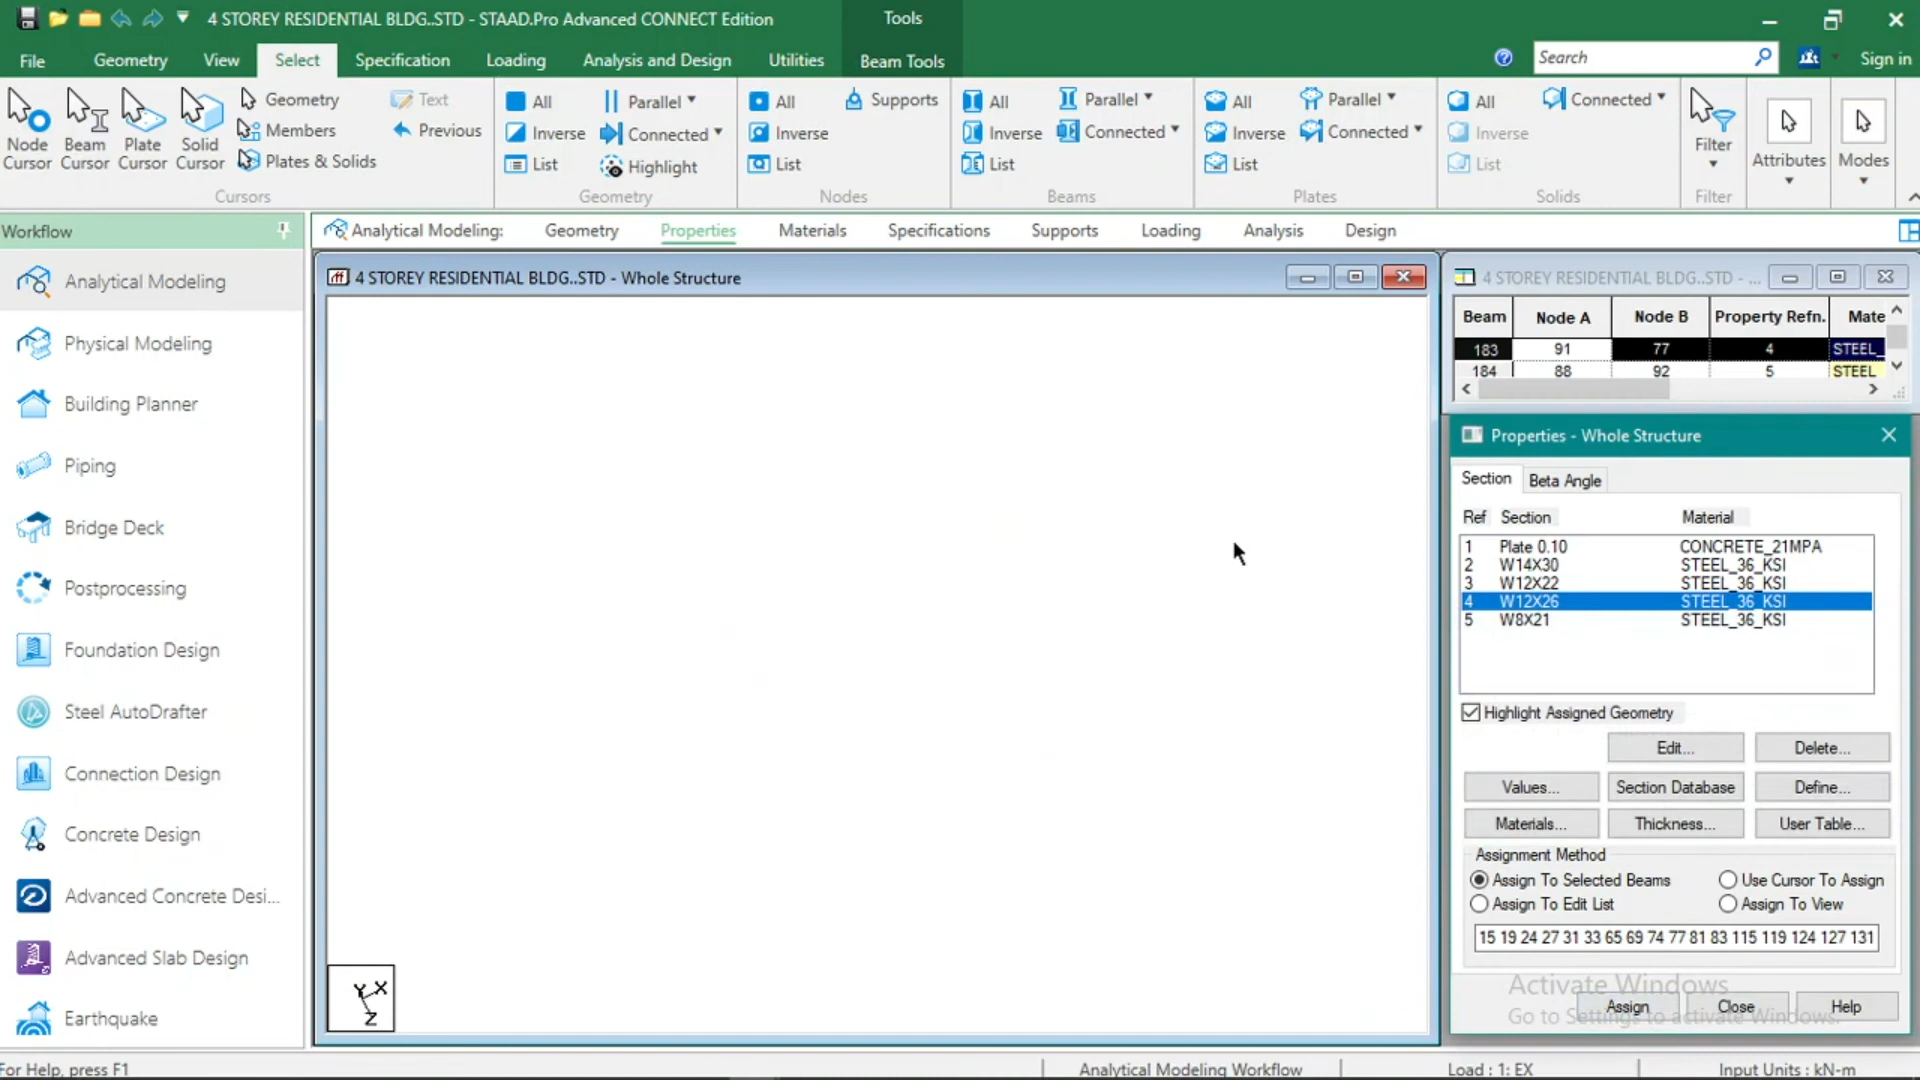 4 STOREY RESIDENTIAL BLDG..STD - STAAD.Pro Advanced CONNECT Edition
Tools
File
Geometry
View
Select
Specification
Loading
Analysis and Design
Utilities
Beam Tools
Search
Sign in
Node Cursor
Beam Cursor
Plate Cursor
Solid Cursor
Geometry
Members
Plates & Solids
Text
Previous
Cursors
All
Inverse
List
Parallel
Connected
Highlight
Geometry
All
Inverse
List
Supports
Nodes
All
Inverse
List
Parallel
Connected
Beams
All
Inverse
List
Parallel
Connected
Plates
All
Inverse
List
Connected
Solids
Filter
Filter
Attributes
Modes
Workflow
Analytical Modeling
Physical Modeling
Building Planner
Piping
Bridge Deck
Postprocessing
Foundation Design
Steel AutoDrafter
Connection Design
Concrete Design
Advanced Concrete Desi...
Advanced Slab Design
Earthquake
Analytical Modeling:
Geometry
Properties
Materials
Specifications
Supports
Loading
Analysis
Design
4 STOREY RESIDENTIAL BLDG..STD - Whole Structure
Y X
Z
4 STOREY RESIDENTIAL BLDG..STD - ...
Beam Node A Node B Property Refn. Mate
183 91 77 4 STEEL_
184 88 92 5 STEEL
Properties - Whole Structure
Section
Beta Angle
Ref Section Material
1 Plate 0.10 CONCRETE_21MPA
2 W14X30 STEEL_36_KSI
3 W12X22 STEEL_36_KSI
4 W12X26 STEEL_36_KSI
5 W8X21 STEEL_36_KSI
Highlight Assigned Geometry
Edit... Delete...
Values... Section Database Define...
Materials... Thickness... User Table...
Assignment Method
Assign To Selected Beams Use Cursor To Assign
Assign To Edit List Assign To View
15 19 24 27 31 33 65 69 74 77 81 83 115 119 124 127 131
Activate Windows
Go to Settings to activate Windows.
Assign Close Help
For Help, press F1
Analytical Modeling Workflow
Load : 1: EX
Input Units : kN-m